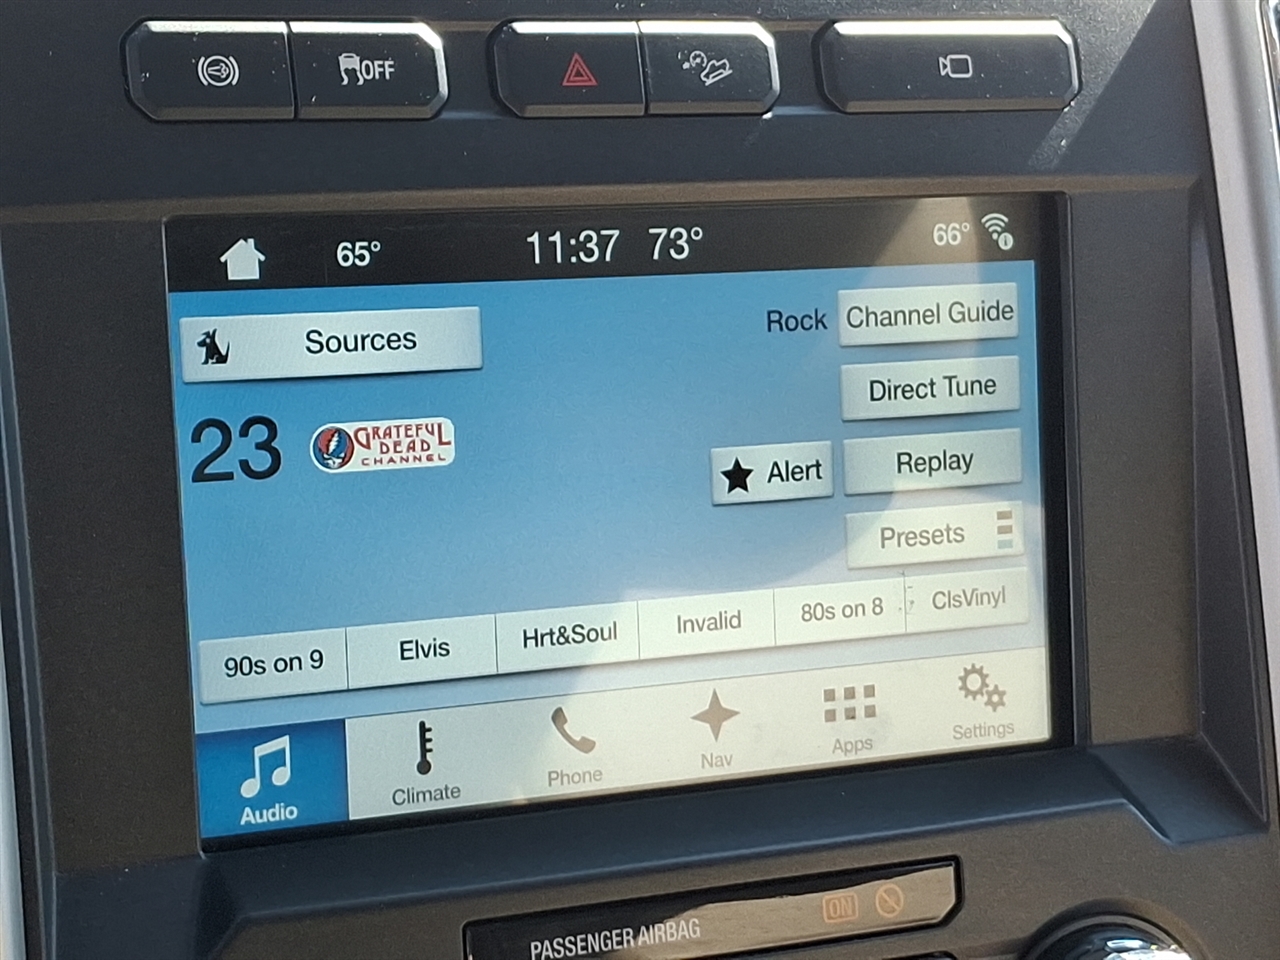 OFF
65° 11:37 73° 66°
Sources
Rock
Channel Guide
Direct Tune
23
GRATEFUL
DEAD
CHANNEL
Alert
Replay
Presets
90s on 9
Elvis
Hrt&Soul
Invalid
80s on 8
ClsVinyl
Audio
Climate
Phone
Nav
Apps
Settings
PASSENGER AIRBAG
ON